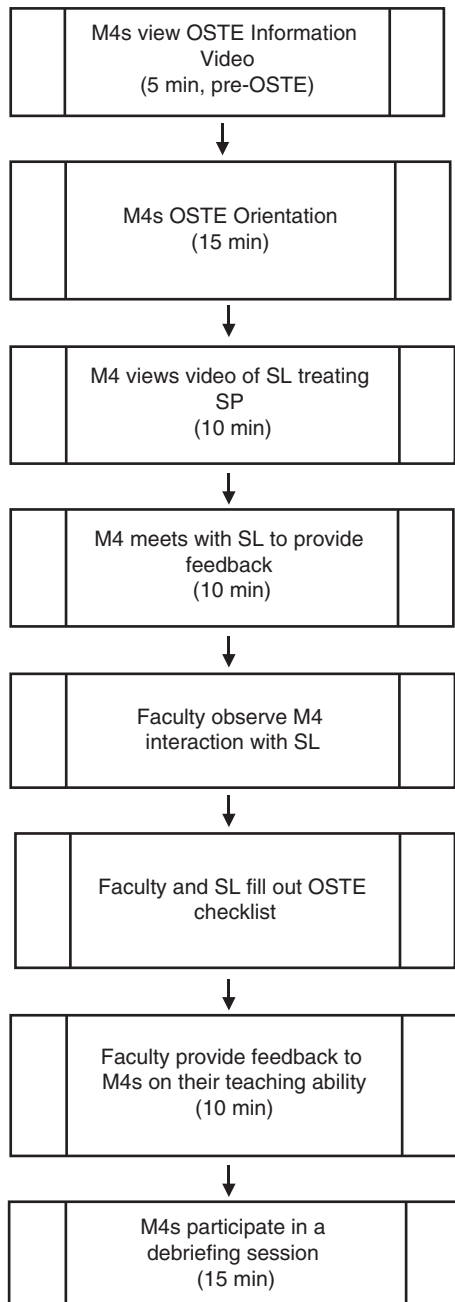 M4s view OSTE Information
Video
(5 min, pre-OSTE)
M4s OSTE Orientation
(15 min)
M4 views video of SL treating
SP
(10 min)
M4 meets with SL to provide
feedback
(10 min)
Faculty observe M4
interaction with SL
Faculty and SL fill out OSTE
checklist
Faculty provide feedback to
M4s on their teaching ability
(10 min)
M4s participate in a
debriefing session
(15 min)